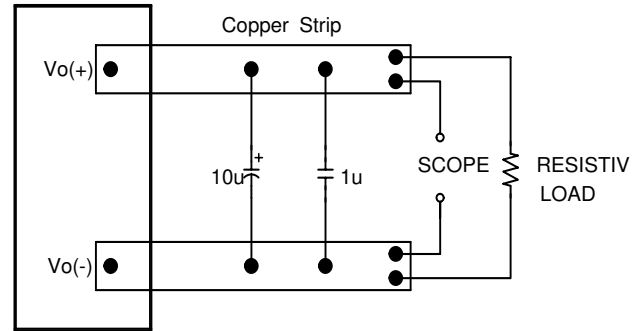 Copper Strip
Vo(+)
10u
+
1u
SCOPE
RESISTIV
LOAD
Vo(-)